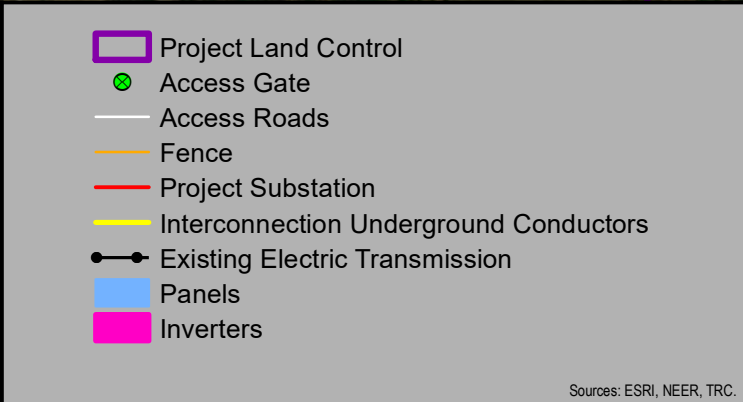 Project Land Control
Access Gate
Access Roads
Fence
Project Substation
Interconnection Underground Conductors
Existing Electric Transmission
Panels
Inverters
Sources: ESRI, NEER, TRC.